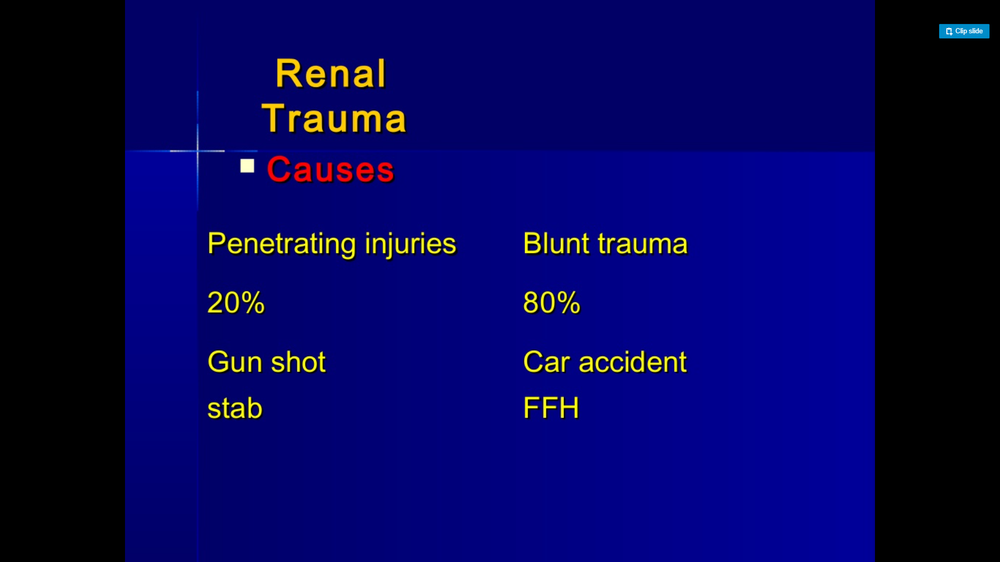 Clip slide
Renal
Trauma
Causes
Penetrating injuries
Blunt trauma
20%
80%
Gun shot
Car accident
stab
FFH